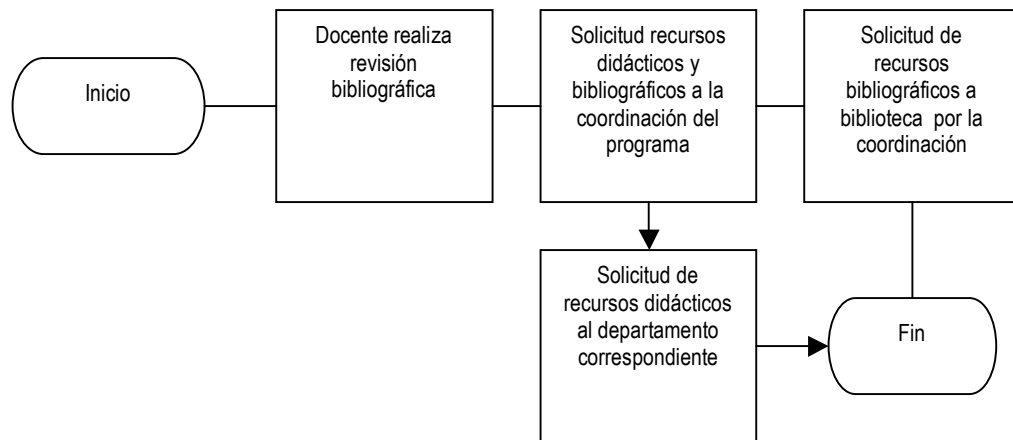 Inicio
Docente realiza
revisión
bibliográfica
Solicitud recursos
didácticos y
bibliográficos a la
coordinación del
programa
Solicitud de
recursos
bibliográficos a
biblioteca por la
coordinación
Solicitud de
recursos didácticos
al departamento
correspondiente
Fin